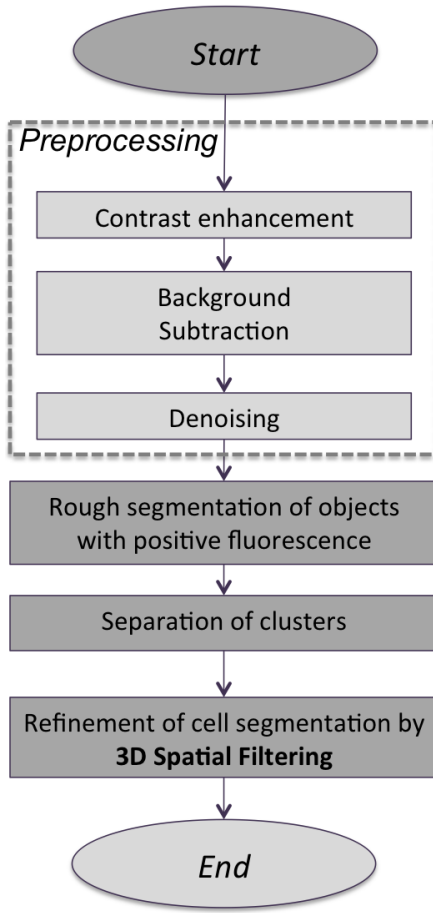 Start
Preprocessing
Contrast enhancement
Background
Subtraction
Denoising
Rough segmentation of objects
with positive fluorescence
Separation of clusters
Refinement of cell segmentation by
3D Spatial Filtering
End